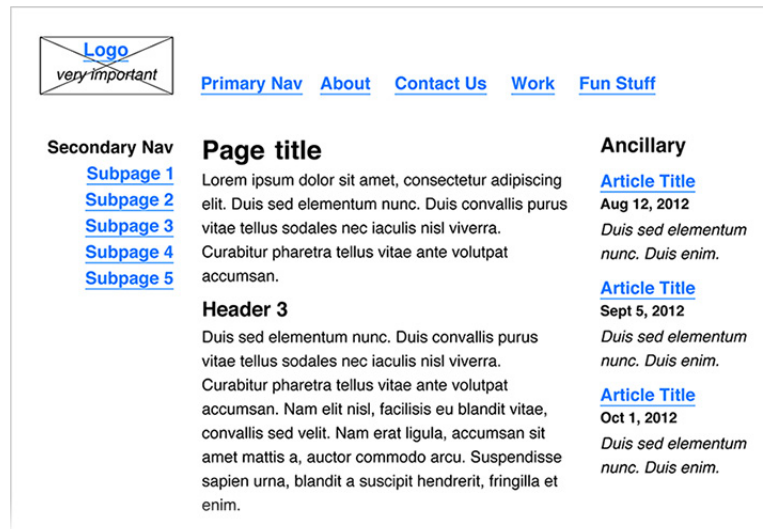 Logo
very important
Primary Nav About Contact Us Work Fun Stuff
Secondary Nav
Subpage 1
Subpage 2
Subpage 3
Subpage 4
Subpage 5
Page title
Lorem ipsum dolor sit amet, consectetur adipiscing
elit. Duis sed elementum nunc. Duis convallis purus
vitae tellus sodales nec iaculis nisl viverra.
Curabitur pharetra tellus vitae ante volutpat
accumsan.
Header 3
Duis sed elementum nunc. Duis convallis purus
vitae tellus sodales nec iaculis nisl viverra.
Curabitur pharetra tellus vitae ante volutpat
accumsan. Nam elit nisl, facilisis eu blandit vitae,
convallis sed velit. Nam erat ligula, accumsan sit
amet mattis a, auctor commodo arcu. Suspendisse
sapien urna, blandit a suscipit hendrerit, fringilla et
enim.
Ancillary
Article Title
Aug 12, 2012
Duis sed elementum
nunc. Duis enim.
Article Title
Sept 5, 2012
Duis sed elementum
nunc. Duis enim.
Article Title
Oct 1, 2012
Duis sed elementum
nunc. Duis enim.